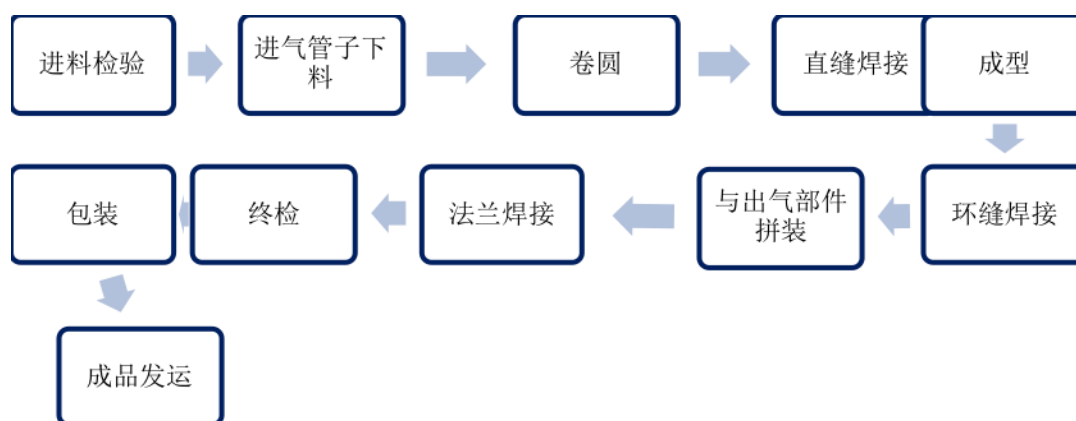 进料检验
进气管子下
料
卷圆
直缝焊接
成型
环缝焊接
与出气部件
拼装
法兰焊接
终检
包装
成品发运